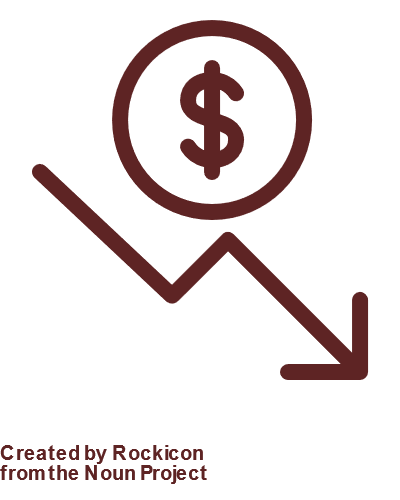 $
Created by Rockicon
from the Noun Project